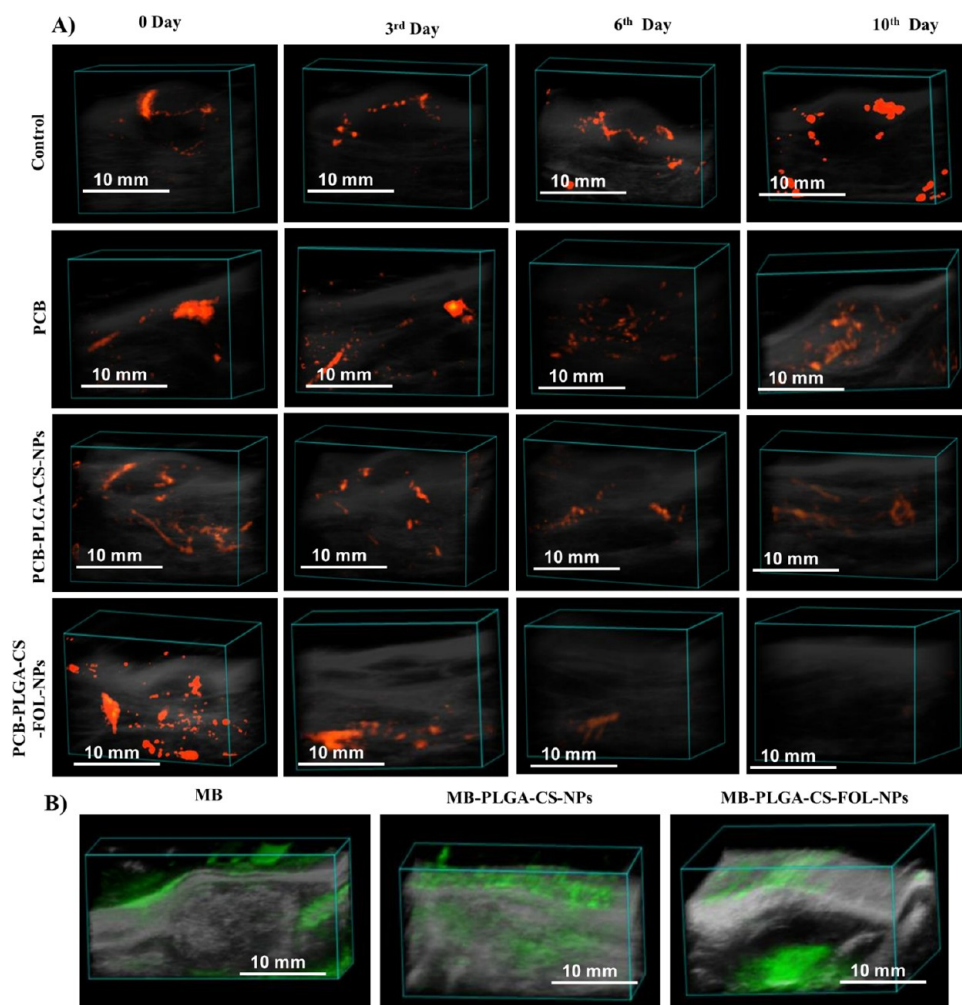 A)
0 Day
3rd Day
6th Day
10th Day
Control
10 mm
10 mm
10 mm
10 mm
PCB
10 mm
10 mm
10 mm
10 mm
PCB-PLGA-CS-NPs
10 mm
10 mm
10 mm
10 mm
PCB-PLGA-CS
-FOL-NPs
10 mm
10 mm
10 mm
10 mm
B)
MB
MB-PLGA-CS-NPs
MB-PLGA-CS-FOL-NPs
10 mm
10 mm
10 mm